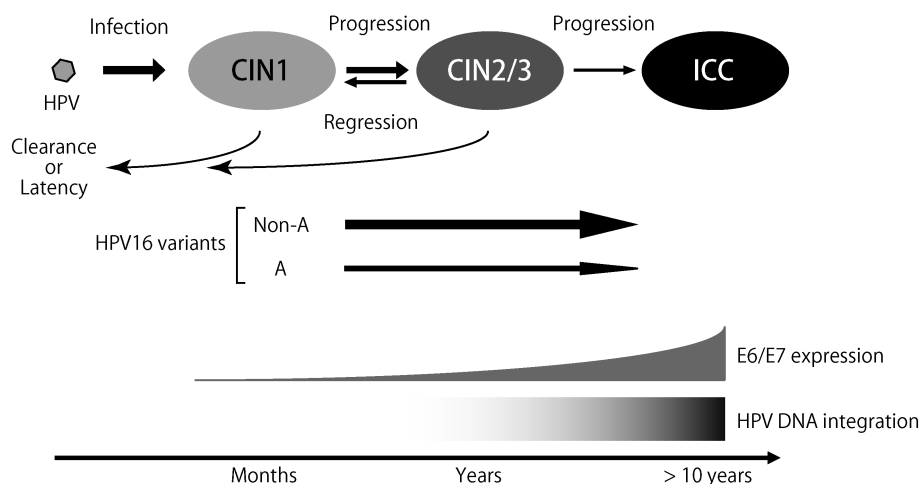 Infection
Progression
Progression
HPV
CIN1
CIN2/3
ICC
Regression
Clearance
or
Latency
HPV16 variants
Non-A
A
E6/E7 expression
HPV DNA integration
Months
Years
> 10 years